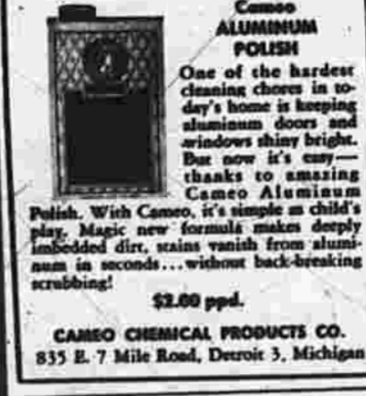 Cameo
ALUMINUM
POLISH
One of the hardest
cleaning chores in to-
day's home is keeping
aluminum doors and
windows shiny bright.
But now it's easy—
thanks to amazing
Cameo Aluminum
Polish. With Cameo, it's simple as child's
play. Magic new formula makes deeply
imbedded dirt, stains vanish from alumi-
num in seconds...without back-breaking
scrubbing!
$2.00 ppd.
CAMEO CHEMICAL PRODUCTS CO.
835 E. 7 Mile Road, Detroit 3, Michigan